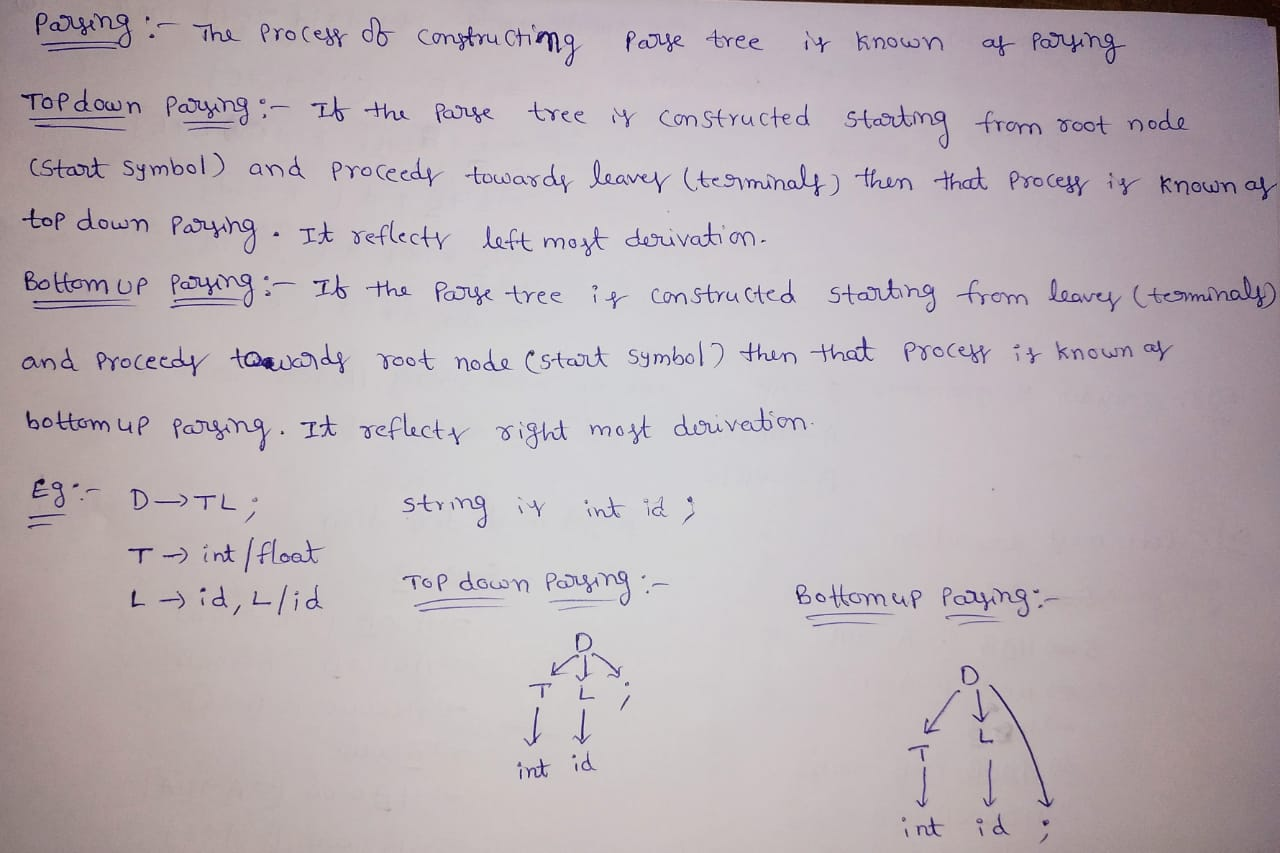 Parsing :- The Process of constructing Parse tree is known as Parsing
Top down Parsing :- If the Parse tree is constructed starting from root node
(Start symbol) and proceeds towards leaves (terminals) then that process is known as
top down Parsing. It reflects left most derivation.
Bottom up Parsing :- If the Parse tree is constructed starting from leaves (terminals)
and proceeds towards root node (start symbol) then that process is known as
bottom up parsing. It reflects right most derivation.
Eg :- D → TL ; string is int id ;
T → int / float
L → id, L / id
Top down Parsing :- Bottom up Parsing :-
D
T L ;
int id
D
T L
int id ;